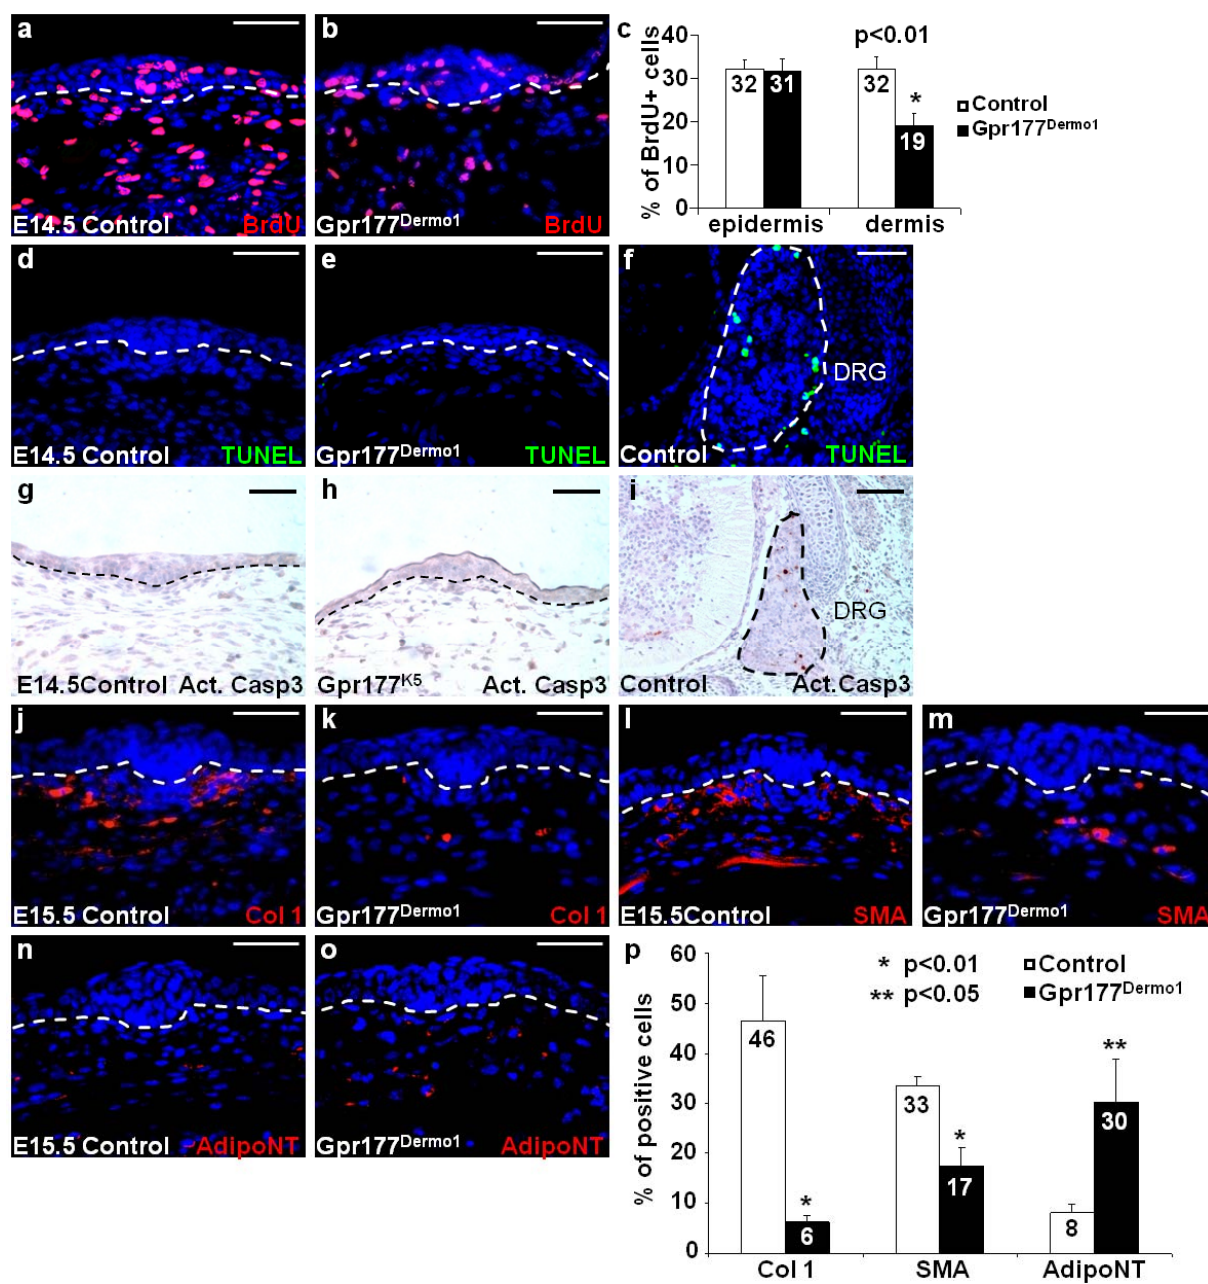 a
E14.5 Control BrdU
b
Gpr177Dermo1 BrdU
c
% of BrdU+ cells
40
30
20
10
0
p<0.01
32
31
32
*
19
epidermis
dermis
Control
Gpr177Dermo1
d
E14.5 Control TUNEL
e
Gpr177Dermo1 TUNEL
f
DRG
Control TUNEL
g
E14.5Control Act. Casp3
h
Gpr177K5 Act. Casp3
i
DRG
Control Act.Casp3
j
E15.5 Control Col 1
k
Gpr177Dermo1 Col 1
l
E15.5Control SMA
m
Gpr177Dermo1 SMA
n
E15.5 Control AdipoNT
o
Gpr177Dermo1 AdipoNT
p
% of positive cells
60
50
40
30
20
10
0
* p<0.01
** p<0.05
Control
Gpr177Dermo1
46
*
6
33
*
17
8
**
30
Col 1
SMA
AdipoNT